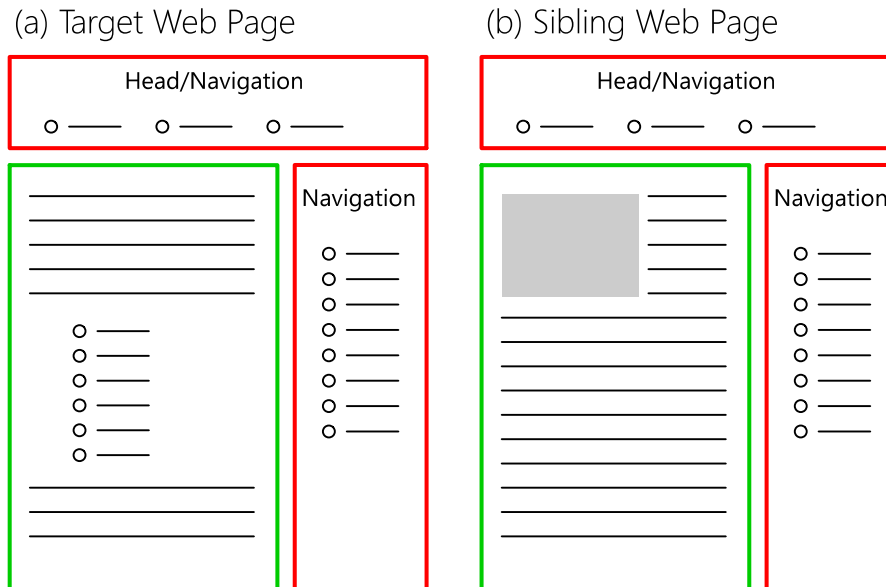 (a) Target Web Page
Head/Navigation
Navigation
(b) Sibling Web Page
Head/Navigation
Navigation